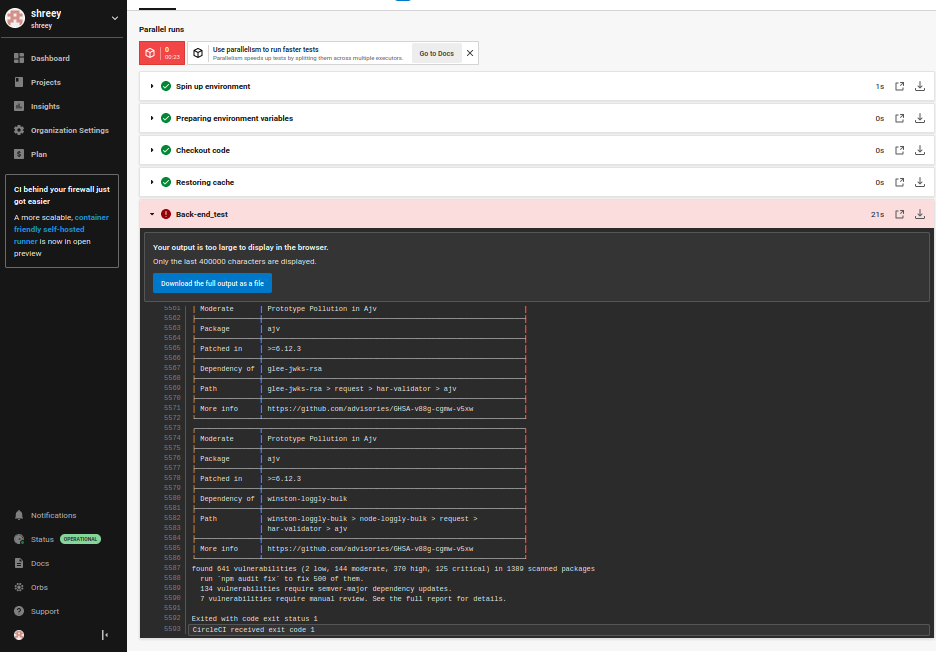 shreey
shreey
Dashboard
Projects
Insights
Organization Settings
Plan
CI behind your firewall just
got easier
A more scalable, container
friendly self-hosted
runner is now in open
preview
Notifications
Status OPERATIONAL
Docs
Orbs
Support
Parallel runs
0
00:23
Use parallelism to run faster tests
Parallelism speeds up tests by splitting them across multiple executors.
Go to Docs
Spin up environment 1s
Preparing environment variables 0s
Checkout code 0s
Restoring cache 0s
Back-end_test 21s
Your output is too large to display in the browser.
Only the last 400000 characters are displayed.
Download the full output as a file
5561 Moderate Prototype Pollution in Ajv
5562
5563 Package ajv
5564
5565 Patched in >=6.12.3
5566
5567 Dependency of glee-jwks-rsa
5568
5569 Path glee-jwks-rsa > request > har-validator > ajv
5570
5571 More info https://github.com/advisories/GHSA-v88g-cgmw-v5xw
5572
5573
5574 Moderate Prototype Pollution in Ajv
5575
5576 Package ajv
5577
5578 Patched in >=6.12.3
5579
5580 Dependency of winston-loggly-bulk
5581
5582 Path winston-loggly-bulk > node-loggly-bulk > request >
5583 har-validator > ajv
5584
5585 More info https://github.com/advisories/GHSA-v88g-cgmw-v5xw
5586
5587 found 641 vulnerabilities (2 low, 144 moderate, 370 high, 125 critical) in 1389 scanned packages
5588 run `npm audit fix` to fix 500 of them.
5589 134 vulnerabilities require semver-major dependency updates.
5590 7 vulnerabilities require manual review. See the full report for details.
5591
5592 Exited with code exit status 1
5593 CircleCI received exit code 1